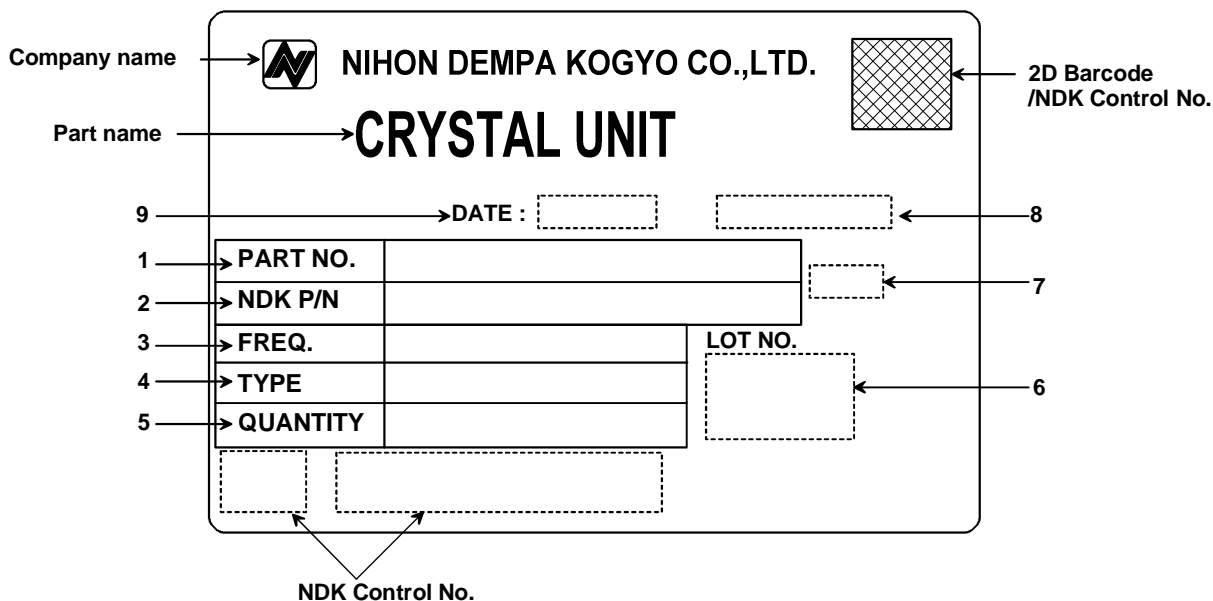 Company name
NIHON DEMPA KOGYO CO.,LTD.
2D Barcode
/NDK Control No.
Part name
CRYSTAL UNIT
9
DATE :
8
1
PART NO.
7
2
NDK P/N
3
FREQ.
LOT NO.
4
TYPE
6
5
QUANTITY
NDK Control No.